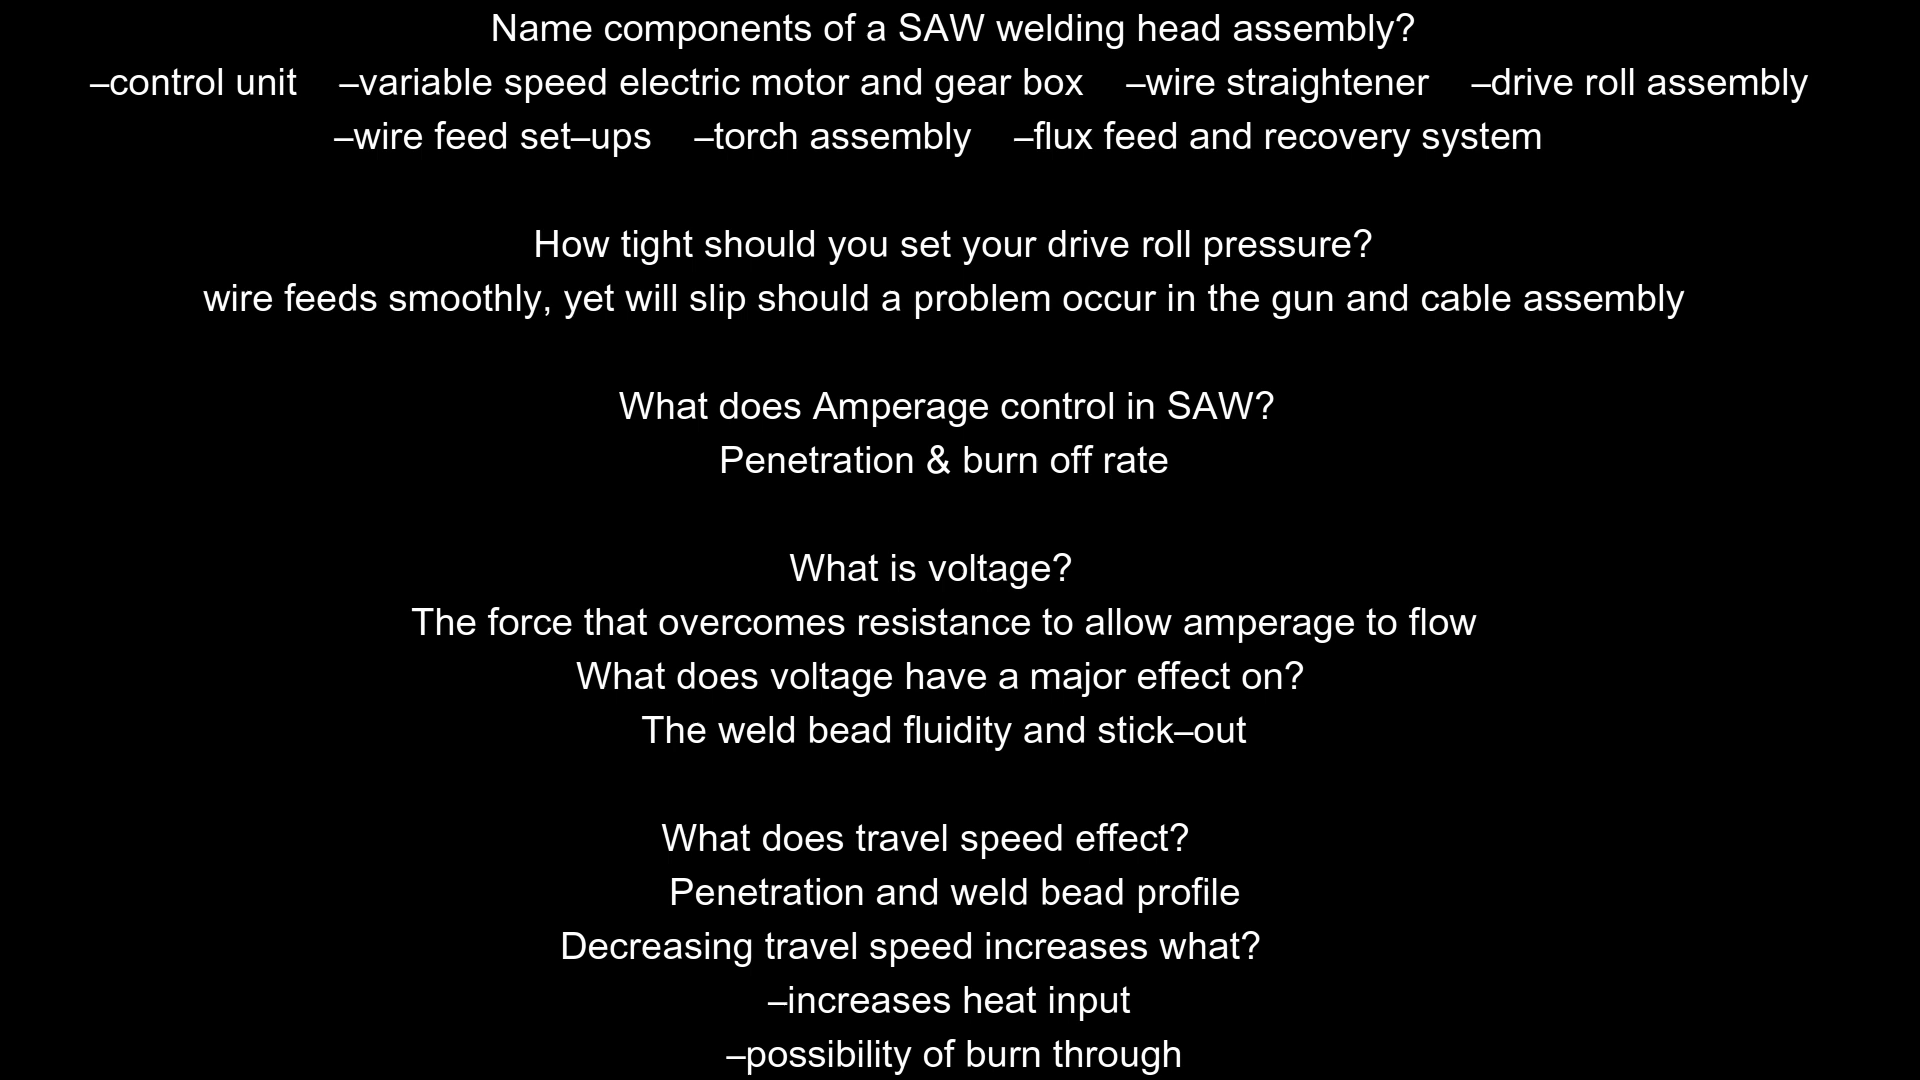 Name components of a SAW welding head assembly?
–control unit –variable speed electric motor and gear box –wire straightener –drive roll assembly
–wire feed set–ups –torch assembly –flux feed and recovery system
How tight should you set your drive roll pressure?
wire feeds smoothly, yet will slip should a problem occur in the gun and cable assembly
What does Amperage control in SAW?
Penetration & burn off rate
What is voltage?
The force that overcomes resistance to allow amperage to flow
What does voltage have a major effect on?
The weld bead fluidity and stick–out
What does travel speed effect?
Penetration and weld bead profile
Decreasing travel speed increases what?
–increases heat input
–possibility of burn through